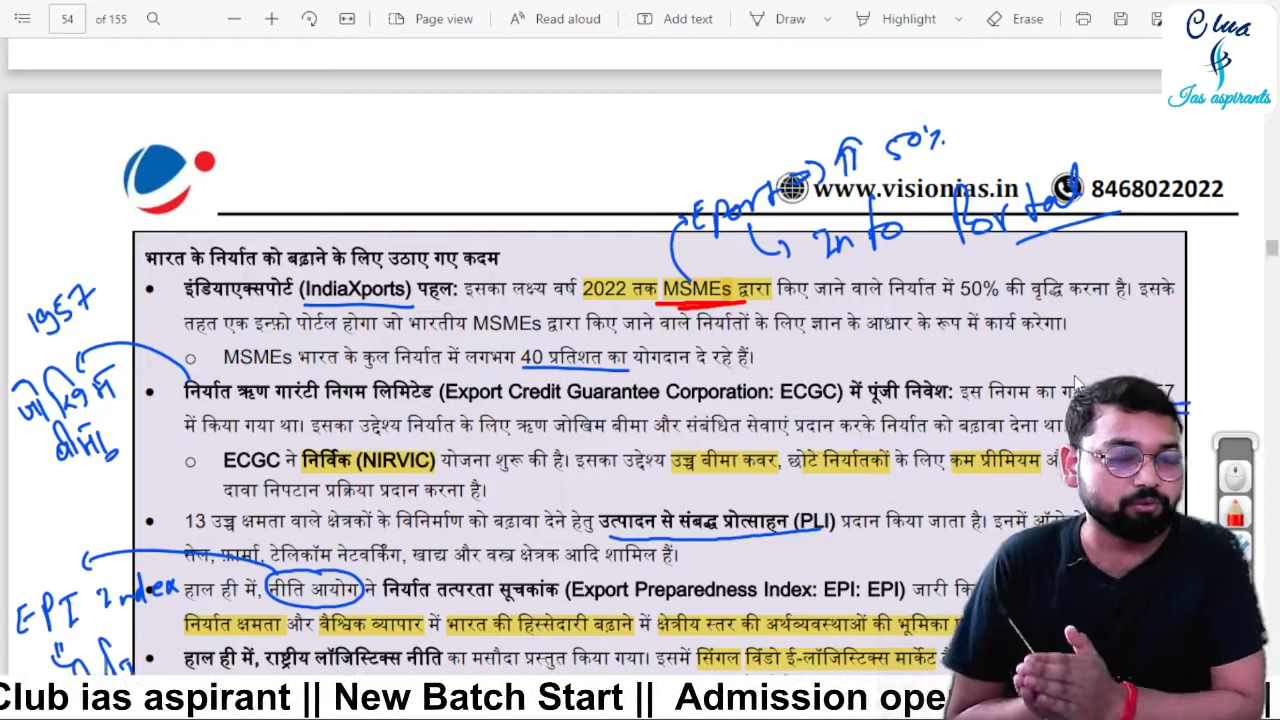 54 of 155 Page view Read aloud Add text Draw Highlight Erase
Club
Ias aspirants
Export → ⇈ 50%
www.visionias.in 8468022022
Info Portal
भारत के निर्यात को बढ़ाने के लिए उठाए गए कदम
• इंडियाएक्सपोर्ट (IndiaXports) पहल: इसका लक्ष्य वर्ष 2022 तक MSMEs द्वारा किए जाने वाले निर्यात में 50% की वृद्धि करना है। इसके
1957
तहत एक इन्फ़ो पोर्टल होगा जो भारतीय MSMEs द्वारा किए जाने वाले निर्यातों के लिए ज्ञान के आधार के रूप में कार्य करेगा।
o MSMEs भारत के कुल निर्यात में लगभग 40 प्रतिशत का योगदान दे रहे हैं।
जोखिम
बीमा
• निर्यात ऋण गारंटी निगम लिमिटेड (Export Credit Guarantee Corporation: ECGC) में पूंजी निवेश: इस निगम का 57
में किया गया था। इसका उद्देश्य निर्यात के लिए ऋण जोखिम बीमा और संबंधित सेवाएं प्रदान करके निर्यात को बढ़ावा देना था।
o ECGC ने निर्विक (NIRVIC) योजना शुरू की है। इसका उद्देश्य उच्च बीमा कवर, छोटे निर्यातकों के लिए कम प्रीमियम
दावा निपटान प्रक्रिया प्रदान करना है।
• 13 उच्च क्षमता वाले क्षेत्रकों के विनिर्माण को बढ़ावा देने हेतु उत्पादन से संबद्ध प्रोत्साहन (PLI) प्रदान किया जाता है। इनमें
सेल, फ़ार्मा, टेलिकॉम नेटवर्किंग, खाद्य और वस्त्र क्षेत्रक आदि शामिल हैं।
EPI Index
• हाल ही में, नीति आयोग ने निर्यात तत्परता सूचकांक (Export Preparedness Index: EPI: EPI) जारी
निर्यात क्षमता और वैश्विक व्यापार में भारत की हिस्सेदारी बढ़ाने में क्षेत्रीय स्तर की अर्थव्यवस्थाओं की भूमिका
• हाल ही में, राष्ट्रीय लॉजिस्टिक्स नीति का मसौदा प्रस्तुत किया गया। इसमें सिंगल विंडो ई-लॉजिस्टिक्स मार्केट
Club ias aspirant || New Batch Start || Admission ope